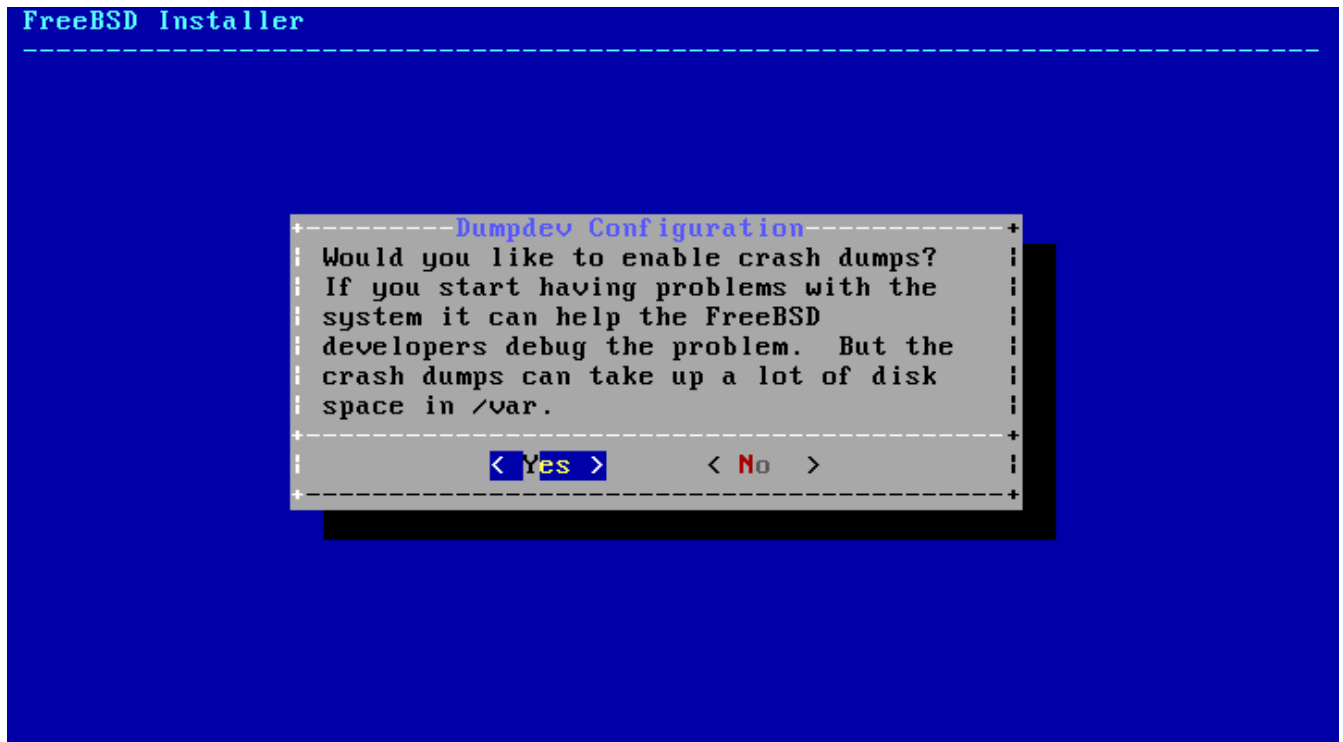 FreeBSD Installer
Dumpdev Configuration
Would you like to enable crash dumps?
If you start having problems with the
system it can help the FreeBSD
developers debug the problem.  But the
crash dumps can take up a lot of disk
space in /var.
< Yes > < No >